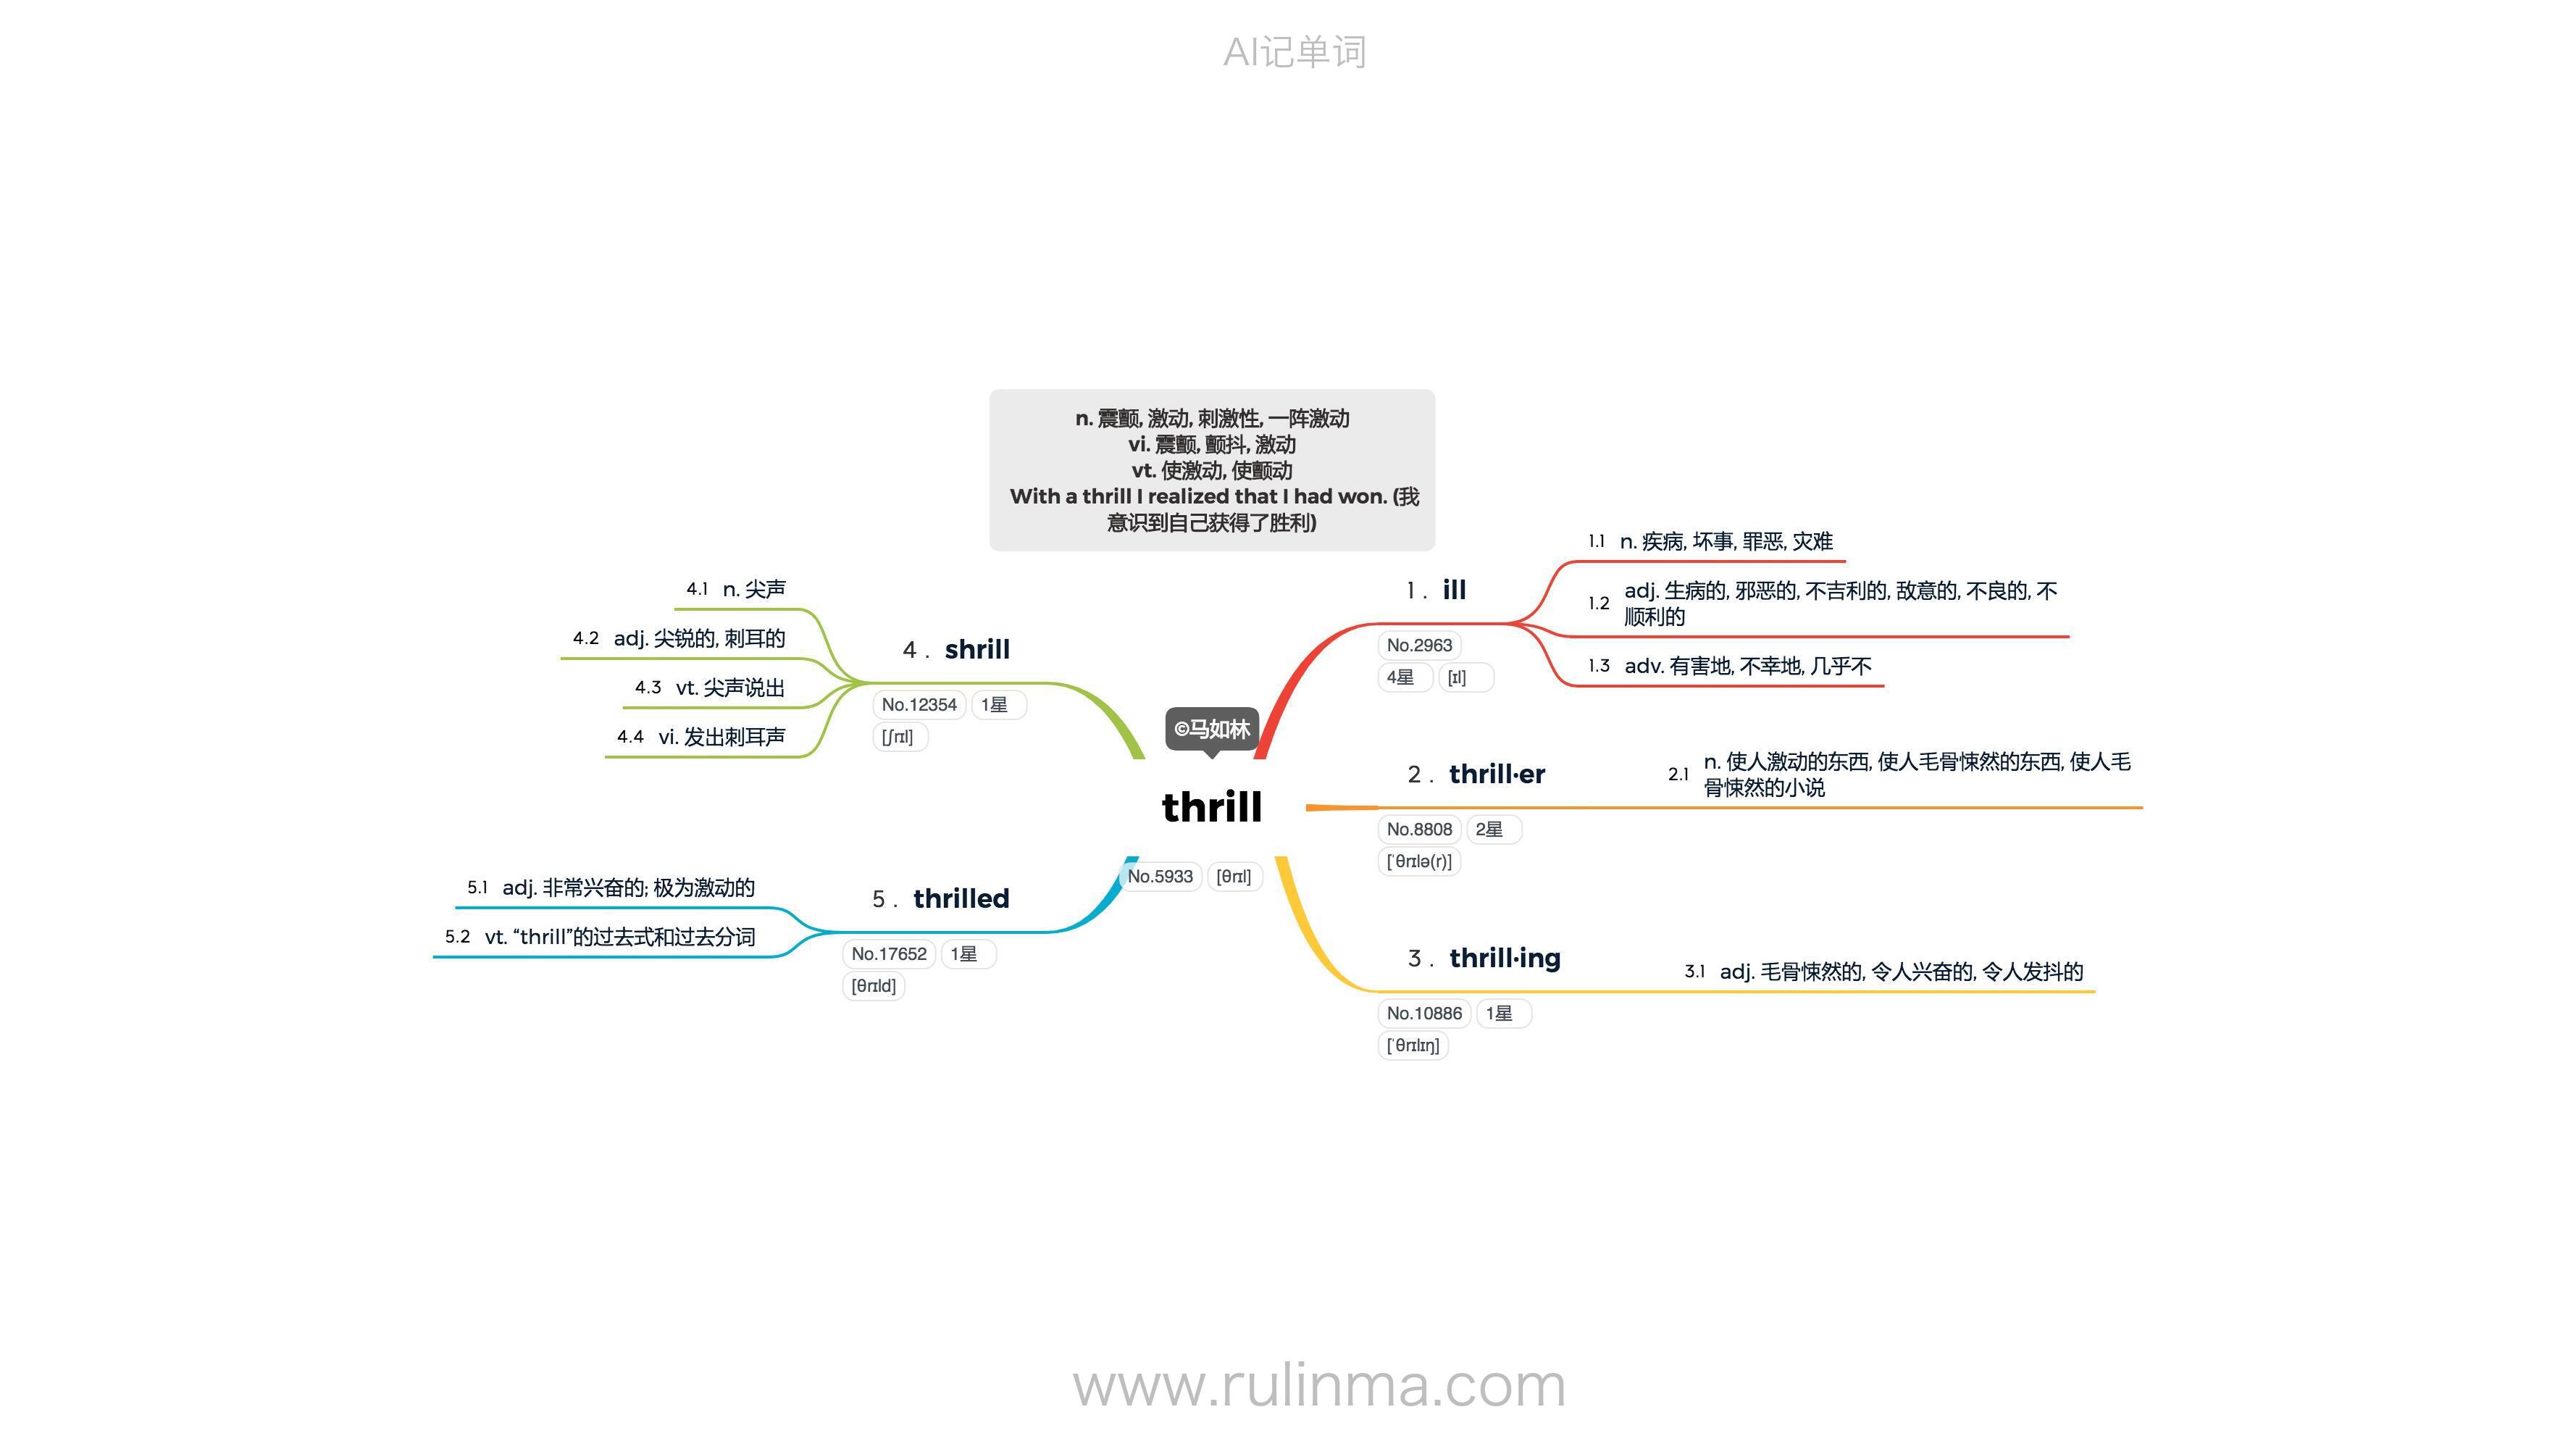 AI记单词
n. 震颤, 激动, 刺激性, 一阵激动
vi. 震颤, 颤抖, 激动
vt. 使激动, 使颤动
With a thrill I realized that I had won. (我
意识到自己获得了胜利)
©马如林
thrill
No.5933 [θrɪl]
1. ill
No.2963
4星 [ɪl]
1.1 n. 疾病, 坏事, 罪恶, 灾难
1.2 adj. 生病的, 邪恶的, 不吉利的, 敌意的, 不良的, 不
顺利的
1.3 adv. 有害地, 不幸地, 几乎不
2. thrill·er
No.8808 2星
[ˈθrɪlə(r)]
2.1 n. 使人激动的东西, 使人毛骨悚然的东西, 使人毛
骨悚然的小说
3. thrill·ing
No.10886 1星
[ˈθrɪlɪŋ]
3.1 adj. 毛骨悚然的, 令人兴奋的, 令人发抖的
4. shrill
No.12354 1星
[ʃrɪl]
4.1 n. 尖声
4.2 adj. 尖锐的, 刺耳的
4.3 vt. 尖声说出
4.4 vi. 发出刺耳声
5. thrilled
No.17652 1星
[θrɪld]
5.1 adj. 非常兴奋的; 极为激动的
5.2 vt. “thrill”的过去式和过去分词
www.rulinma.com